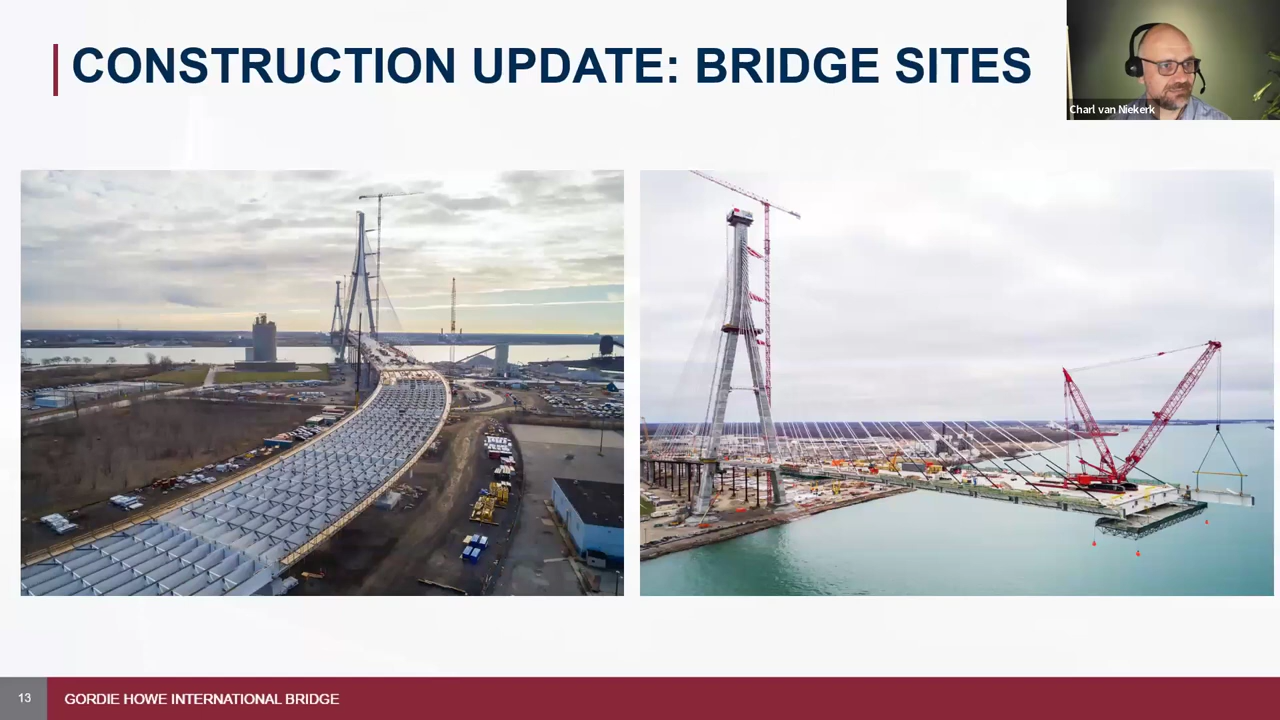 CONSTRUCTION UPDATE: BRIDGE SITES
Charl van Niekerk
13
GORDIE HOWE INTERNATIONAL BRIDGE